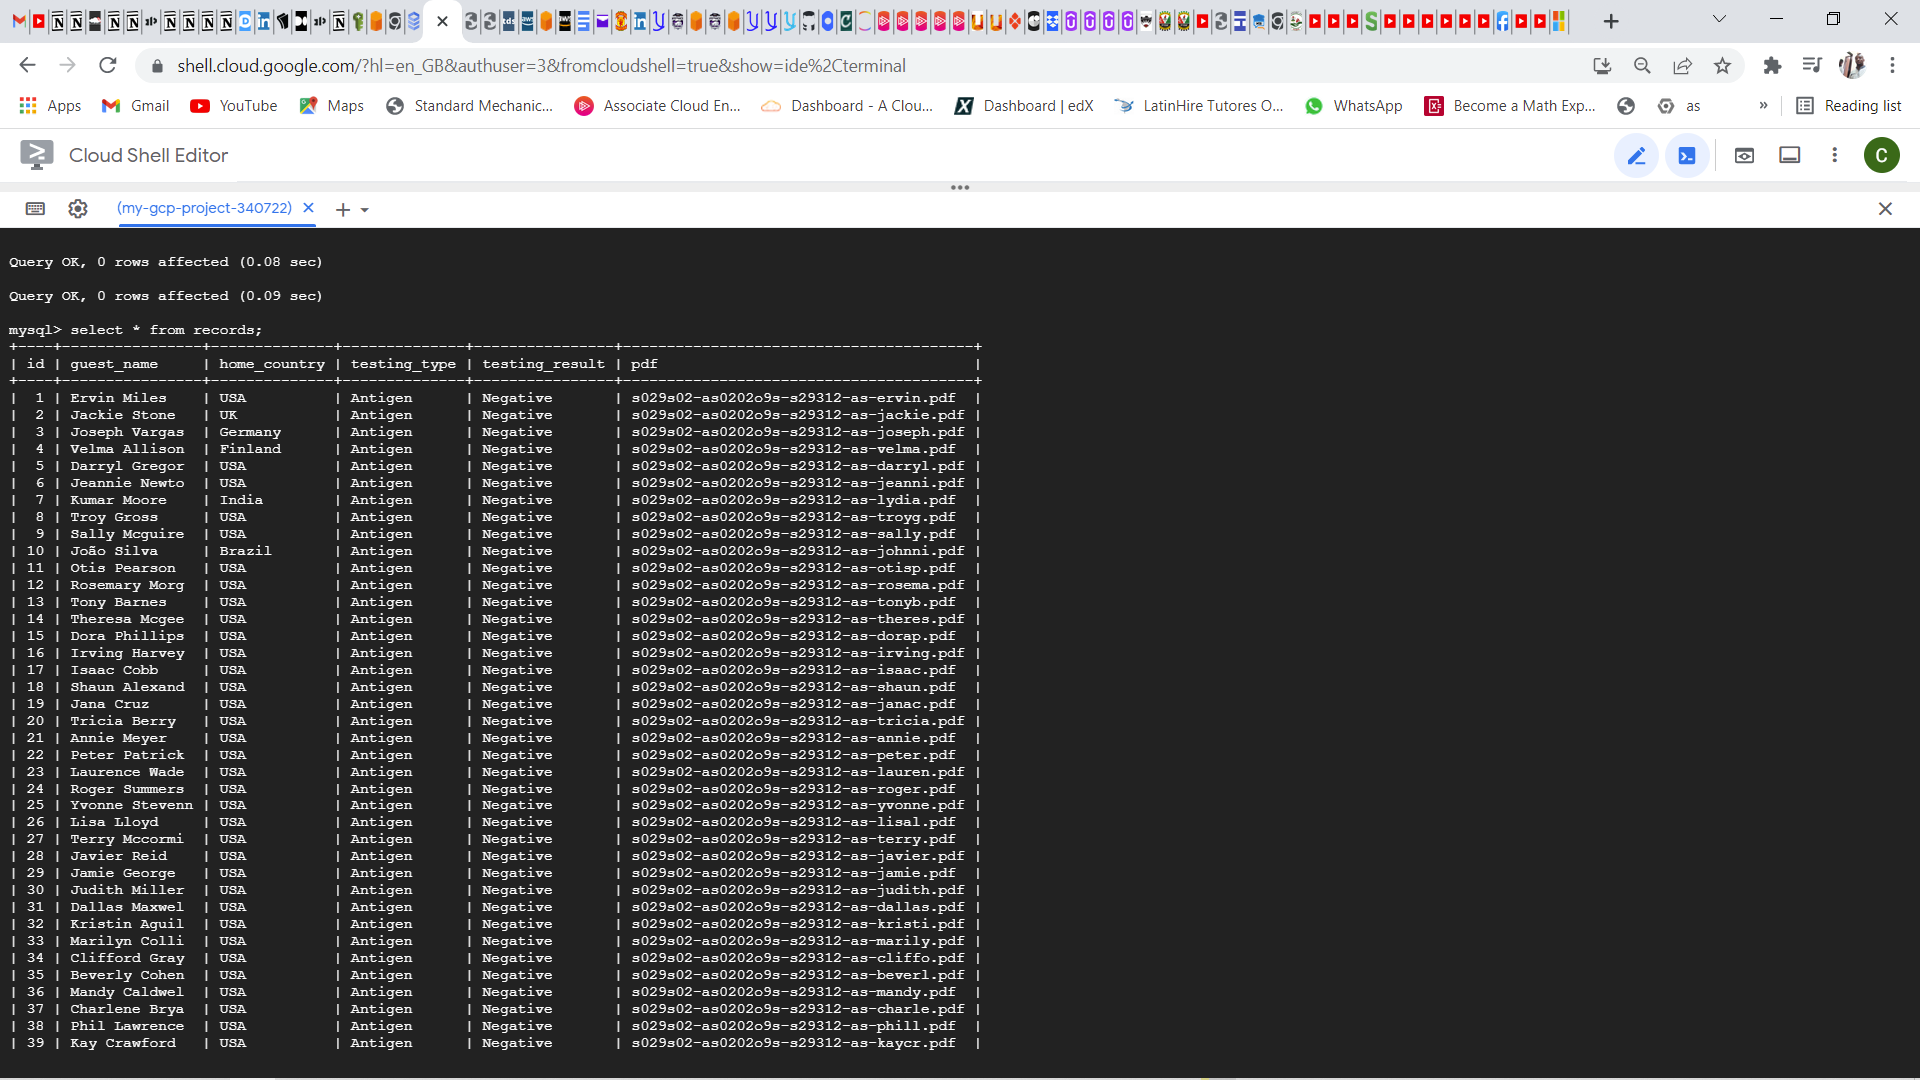 shell.cloud.google.com/?hl=en_GB&authuser=3&fromcloudshell=true&show=ide%2Cterminal
Apps Gmail YouTube Maps Standard Mechanic... Associate Cloud En... Dashboard - A Clou... Dashboard | edX LatinHire Tutores O... WhatsApp Become a Math Exp... as » Reading list
Cloud Shell Editor C
(my-gcp-project-340722)
Query OK, 0 rows affected (0.08 sec)
Query OK, 0 rows affected (0.09 sec)
mysql> select * from records;
+----+----------------+--------------+--------------+----------------+----------------------------------------+
| id | guest_name | home_country | testing_type | testing_result | pdf |
+----+----------------+--------------+--------------+----------------+----------------------------------------+
| 1 | Ervin Miles | USA | Antigen | Negative | s029s02-as0202o9s-s29312-as-ervin.pdf |
| 2 | Jackie Stone | UK | Antigen | Negative | s029s02-as0202o9s-s29312-as-jackie.pdf |
| 3 | Joseph Vargas | Germany | Antigen | Negative | s029s02-as0202o9s-s29312-as-joseph.pdf |
| 4 | Velma Allison | Finland | Antigen | Negative | s029s02-as0202o9s-s29312-as-velma.pdf |
| 5 | Darryl Gregor | USA | Antigen | Negative | s029s02-as0202o9s-s29312-as-darryl.pdf |
| 6 | Jeannie Newto | USA | Antigen | Negative | s029s02-as0202o9s-s29312-as-jeanni.pdf |
| 7 | Kumar Moore | India | Antigen | Negative | s029s02-as0202o9s-s29312-as-lydia.pdf |
| 8 | Troy Gross | USA | Antigen | Negative | s029s02-as0202o9s-s29312-as-troyg.pdf |
| 9 | Sally Mcguire | USA | Antigen | Negative | s029s02-as0202o9s-s29312-as-sally.pdf |
| 10 | João Silva | Brazil | Antigen | Negative | s029s02-as0202o9s-s29312-as-johnni.pdf |
| 11 | Otis Pearson | USA | Antigen | Negative | s029s02-as0202o9s-s29312-as-otisp.pdf |
| 12 | Rosemary Morg | USA | Antigen | Negative | s029s02-as0202o9s-s29312-as-rosema.pdf |
| 13 | Tony Barnes | USA | Antigen | Negative | s029s02-as0202o9s-s29312-as-tonyb.pdf |
| 14 | Theresa Mcgee | USA | Antigen | Negative | s029s02-as0202o9s-s29312-as-theres.pdf |
| 15 | Dora Phillips | USA | Antigen | Negative | s029s02-as0202o9s-s29312-as-dorap.pdf |
| 16 | Irving Harvey | USA | Antigen | Negative | s029s02-as0202o9s-s29312-as-irving.pdf |
| 17 | Isaac Cobb | USA | Antigen | Negative | s029s02-as0202o9s-s29312-as-isaac.pdf |
| 18 | Shaun Alexand | USA | Antigen | Negative | s029s02-as0202o9s-s29312-as-shaun.pdf |
| 19 | Jana Cruz | USA | Antigen | Negative | s029s02-as0202o9s-s29312-as-janac.pdf |
| 20 | Tricia Berry | USA | Antigen | Negative | s029s02-as0202o9s-s29312-as-tricia.pdf |
| 21 | Annie Meyer | USA | Antigen | Negative | s029s02-as0202o9s-s29312-as-annie.pdf |
| 22 | Peter Patrick | USA | Antigen | Negative | s029s02-as0202o9s-s29312-as-peter.pdf |
| 23 | Laurence Wade | USA | Antigen | Negative | s029s02-as0202o9s-s29312-as-lauren.pdf |
| 24 | Roger Summers | USA | Antigen | Negative | s029s02-as0202o9s-s29312-as-roger.pdf |
| 25 | Yvonne Stevenn | USA | Antigen | Negative | s029s02-as0202o9s-s29312-as-yvonne.pdf |
| 26 | Lisa Lloyd | USA | Antigen | Negative | s029s02-as0202o9s-s29312-as-lisal.pdf |
| 27 | Terry Mccormi | USA | Antigen | Negative | s029s02-as0202o9s-s29312-as-terry.pdf |
| 28 | Javier Reid | USA | Antigen | Negative | s029s02-as0202o9s-s29312-as-javier.pdf |
| 29 | Jamie George | USA | Antigen | Negative | s029s02-as0202o9s-s29312-as-jamie.pdf |
| 30 | Judith Miller | USA | Antigen | Negative | s029s02-as0202o9s-s29312-as-judith.pdf |
| 31 | Dallas Maxwel | USA | Antigen | Negative | s029s02-as0202o9s-s29312-as-dallas.pdf |
| 32 | Kristin Aguil | USA | Antigen | Negative | s029s02-as0202o9s-s29312-as-kristi.pdf |
| 33 | Marilyn Colli | USA | Antigen | Negative | s029s02-as0202o9s-s29312-as-marily.pdf |
| 34 | Clifford Gray | USA | Antigen | Negative | s029s02-as0202o9s-s29312-as-cliffo.pdf |
| 35 | Beverly Cohen | USA | Antigen | Negative | s029s02-as0202o9s-s29312-as-beverl.pdf |
| 36 | Mandy Caldwel | USA | Antigen | Negative | s029s02-as0202o9s-s29312-as-mandy.pdf |
| 37 | Charlene Brya | USA | Antigen | Negative | s029s02-as0202o9s-s29312-as-charle.pdf |
| 38 | Phil Lawrence | USA | Antigen | Negative | s029s02-as0202o9s-s29312-as-phill.pdf |
| 39 | Kay Crawford | USA | Antigen | Negative | s029s02-as0202o9s-s29312-as-kaycr.pdf |